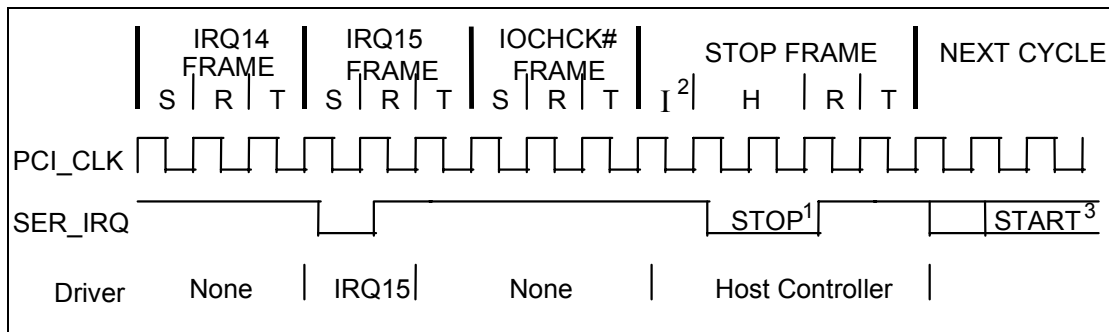 IRQ14 FRAME IRQ15 FRAME IOCHCK# FRAME STOP FRAME NEXT CYCLE
S R T S R T S R T I2 H R T
PCI_CLK
SER_IRQ STOP1 START3
Driver None IRQ15 None Host Controller